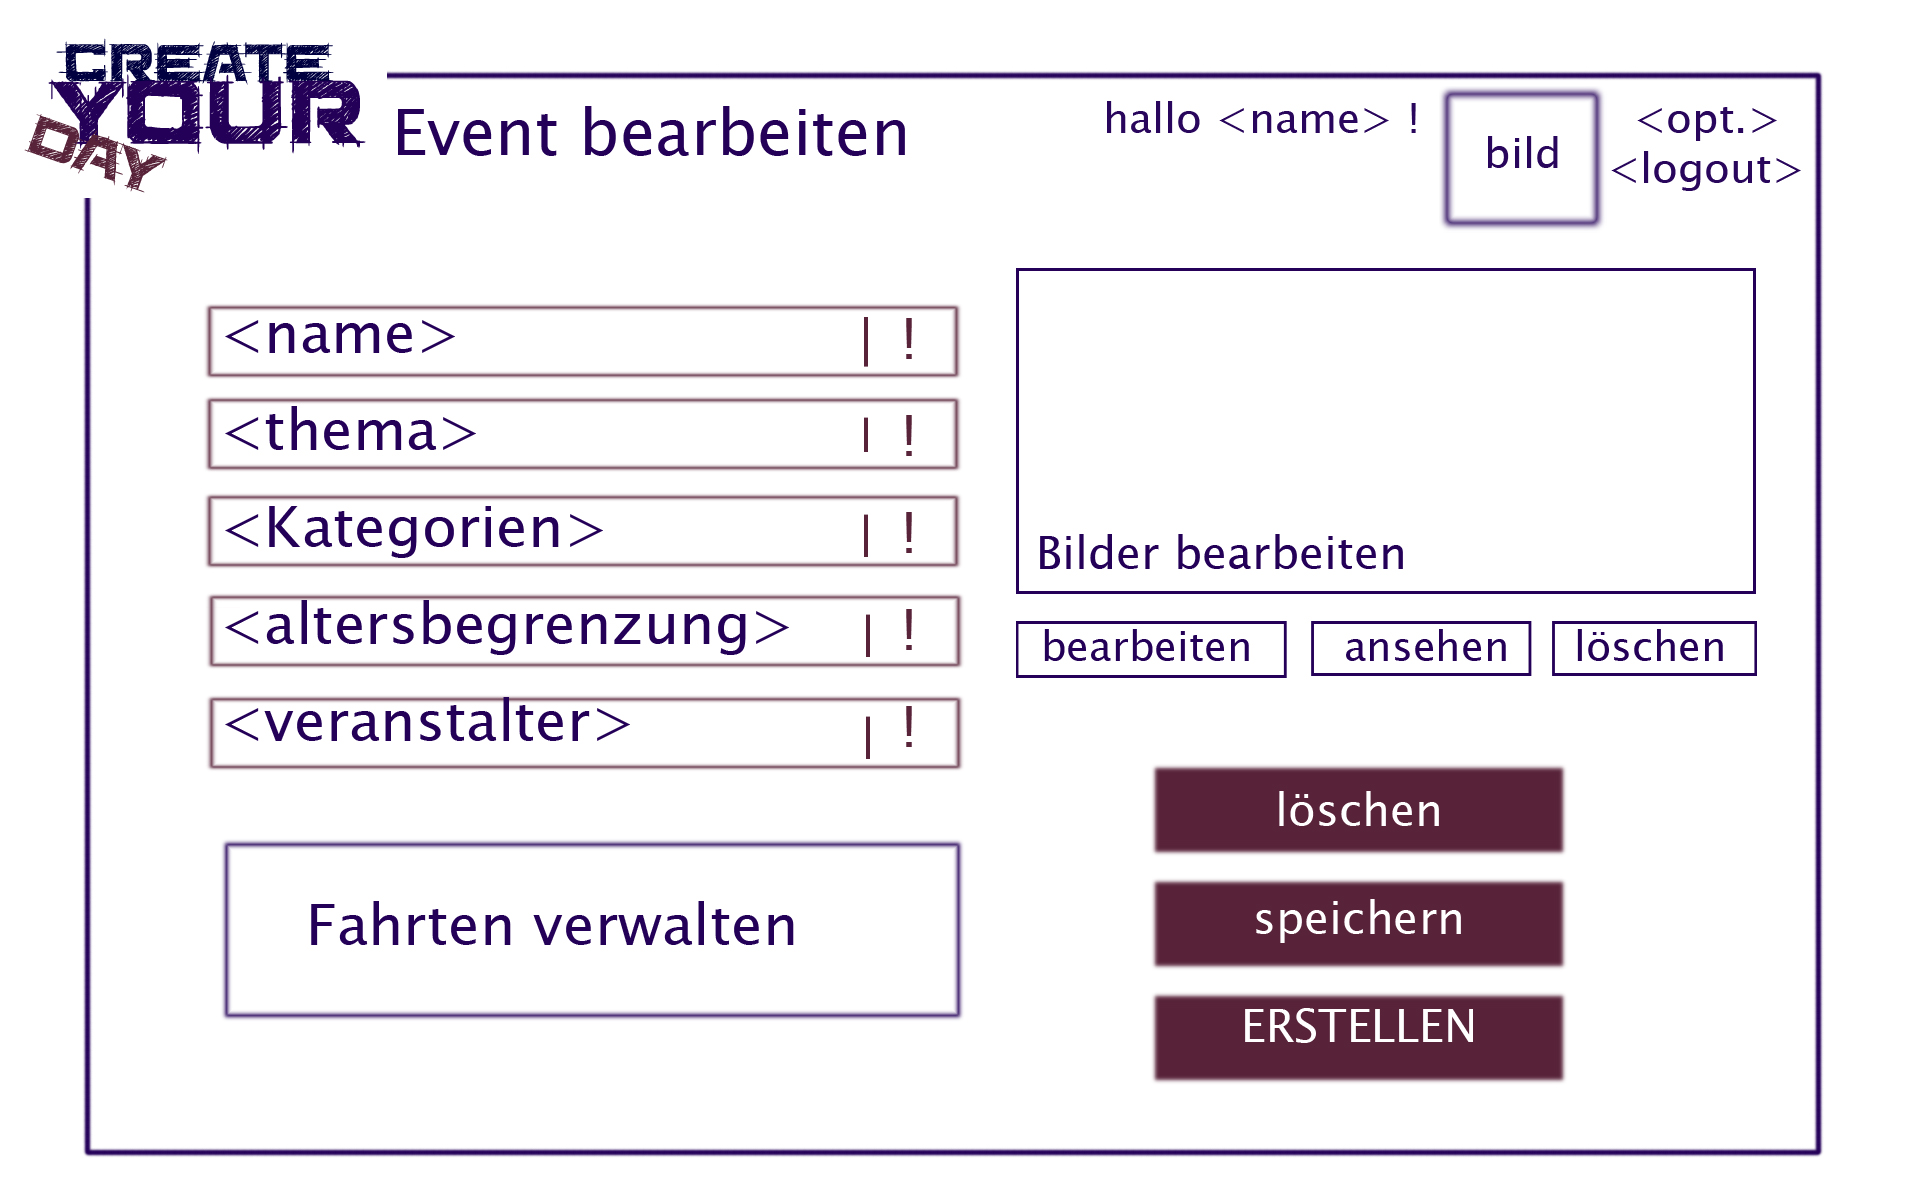 CREATE
YOUR
DAY
Event bearbeiten
hallo <name> !
bild
<opt.>
<logout>
<name> | !
<thema> | !
<Kategorien> | !
<altersbegrenzung> | !
<veranstalter> | !
Fahrten verwalten
Bilder bearbeiten
bearbeiten
ansehen
löschen
löschen
speichern
ERSTELLEN